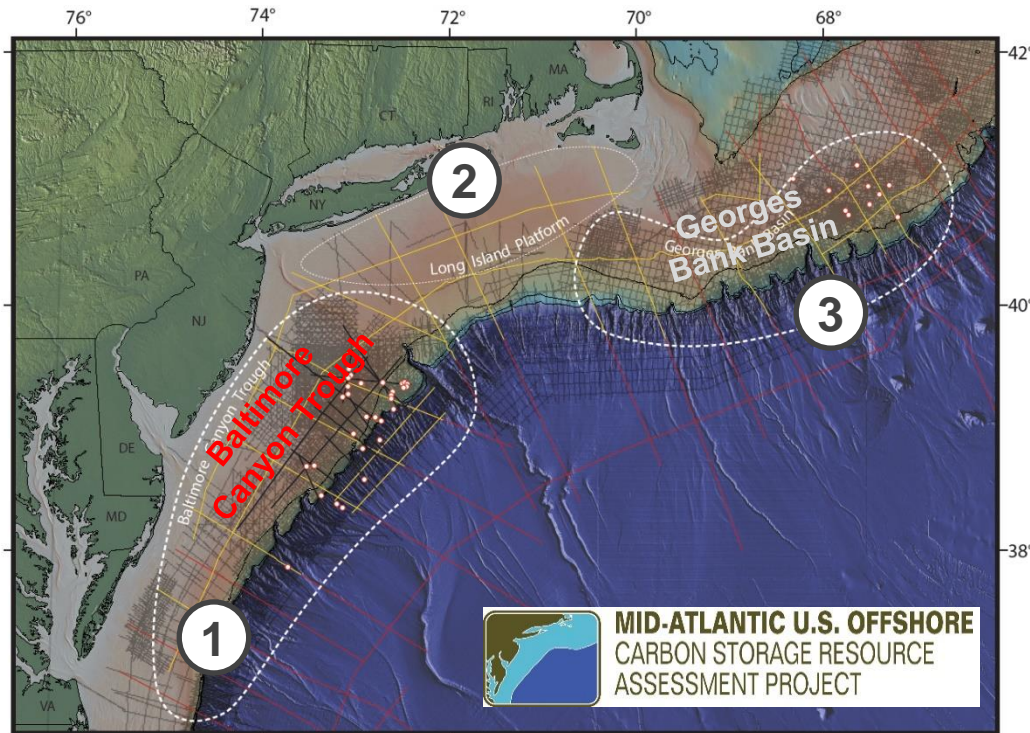 76°
74°
72°
70°
68°
42°
MA
RI
CT
2
NY
Georges
Georges Bank Basin
Bank Basin
Long Island Platform
PA
40°
3
NJ
Baltimore
Canyon Trough
Baltimore Canyon Trough
DE
MD
38°
1
MID-ATLANTIC U.S. OFFSHORE
CARBON STORAGE RESOURCE
ASSESSMENT PROJECT
VA